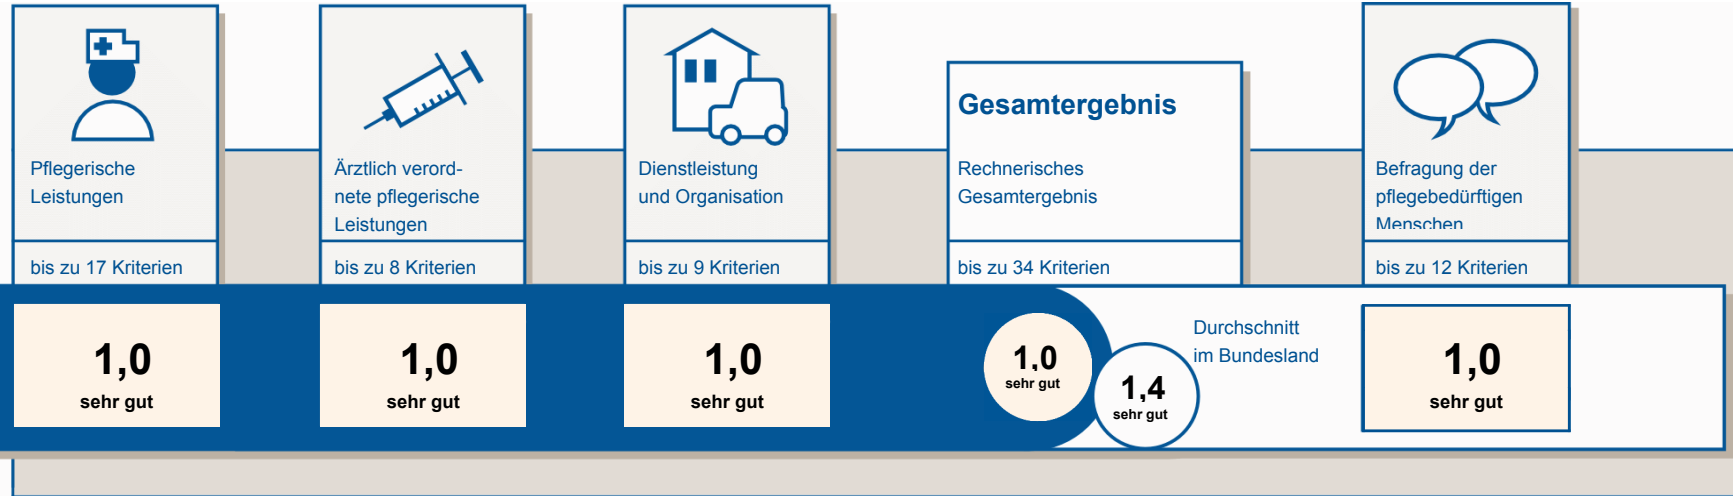 Pflegerische
Leistungen
bis zu 17 Kriterien
1,0
sehr gut
Ärztlich verord-
nete pflegerische
Leistungen
bis zu 8 Kriterien
1,0
sehr gut
Dienstleistung
und Organisation
bis zu 9 Kriterien
1,0
sehr gut
Gesamtergebnis
Rechnerisches
Gesamtergebnis
bis zu 34 Kriterien
1,0
sehr gut
1,4
sehr gut
Durchschnitt
im Bundesland
Befragung der
pflegebedürftigen
Menschen
bis zu 12 Kriterien
1,0
sehr gut